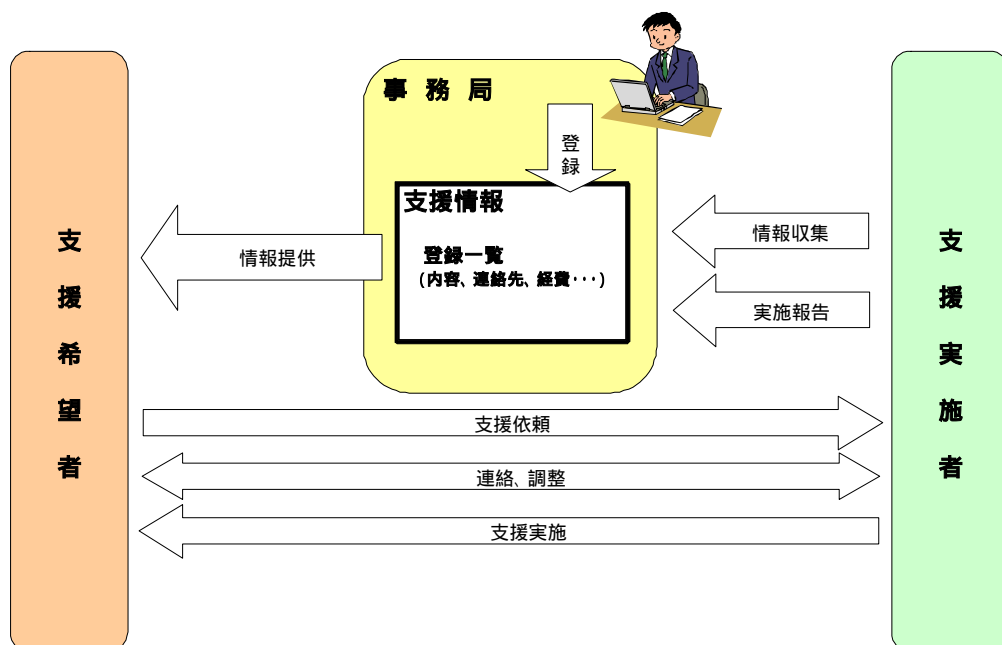 事務局
登録
支援情報
登録一覧
(内容、連絡先、経費･･･)
情報提供
情報収集
実施報告
支援希望者
支援実施者
支援依頼
連絡、調整
支援実施